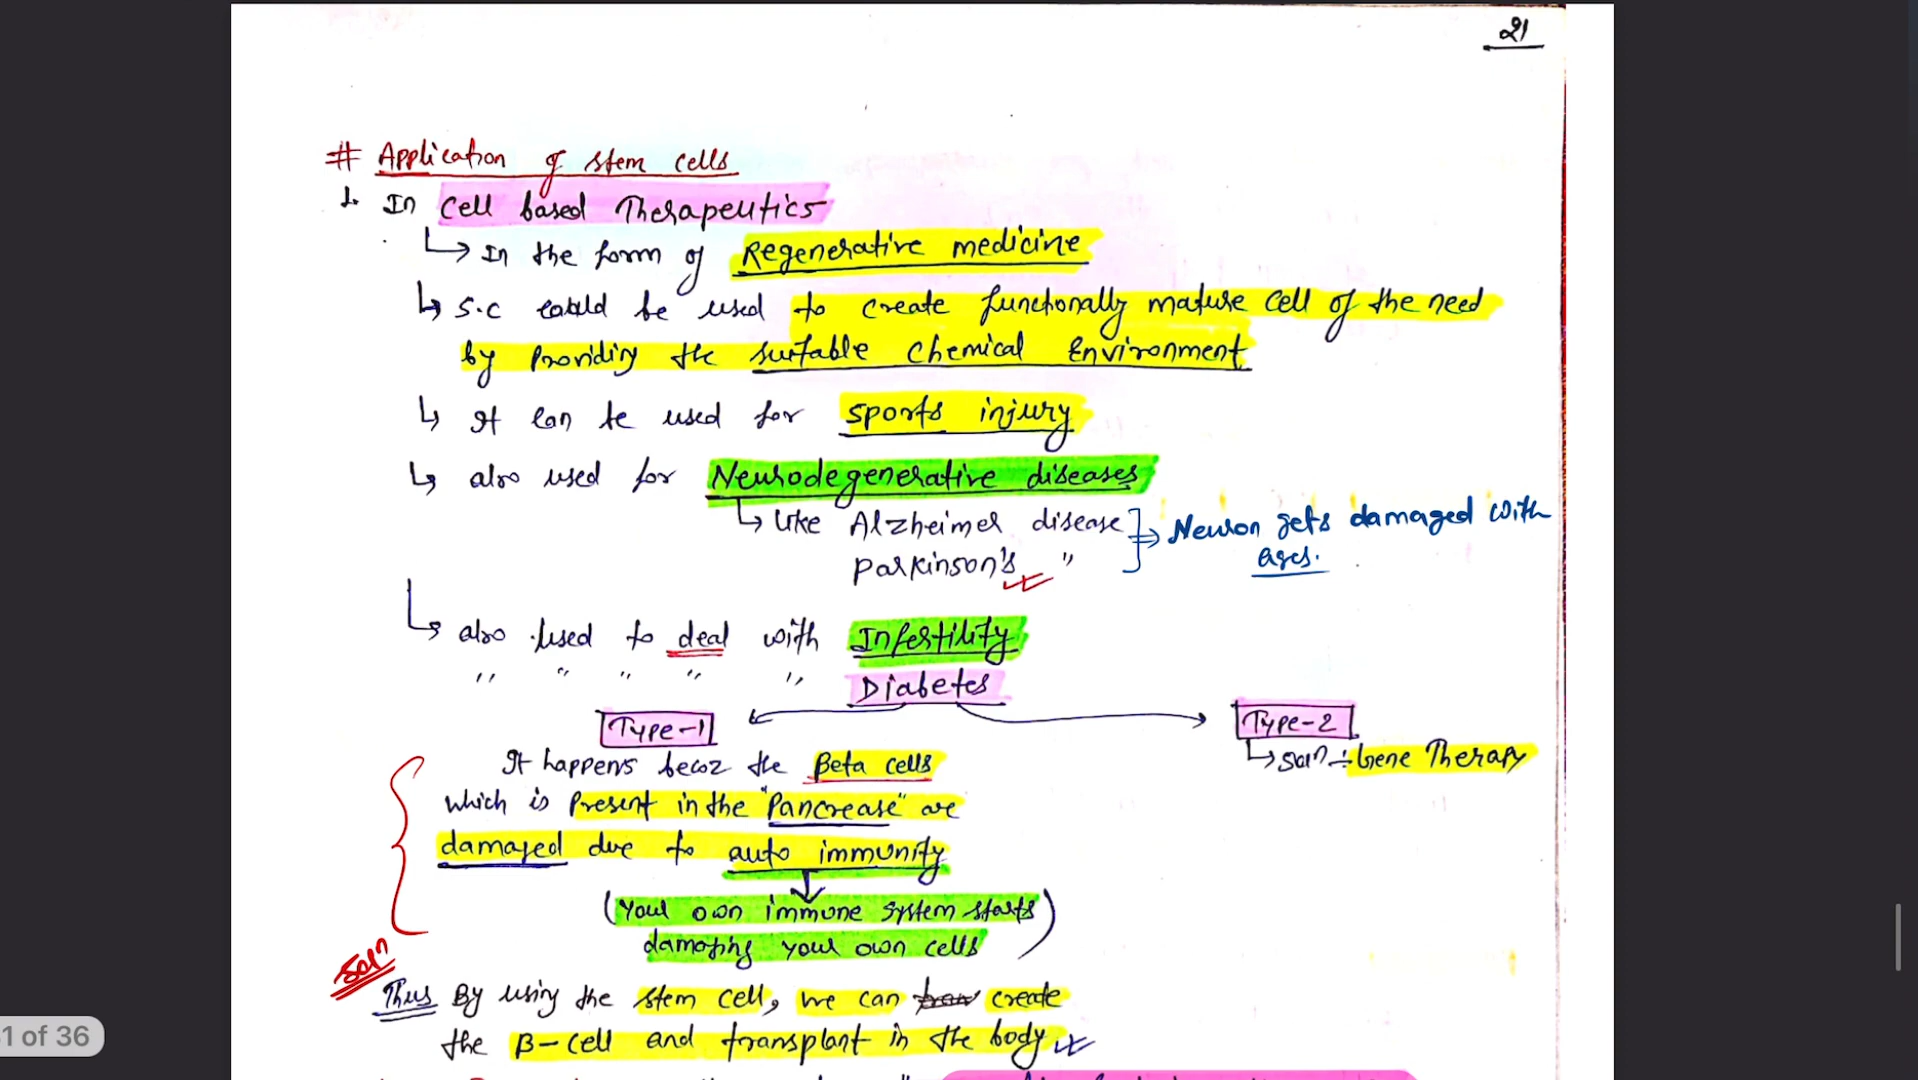 21
# Application of stem cells
1. In Cell based Therapeutics
↳ In the form of Regenerative medicine
↳ S.C could be used to create functionally mature cell of the need
by providing the suitable chemical Environment
↳ It can be used for sports injury
↳ also used for Neurodegenerative diseases
↳ like Alzheimer disease
⇒ Neuron gets damaged with
Parkinson's "
ages.
↳ also used to deal with Infertility
" " " " " Diabetes
Type-1
Type-2
It happens becoz the Beta cells
↳ soln ÷ Gene Therapy
which is present in the "Pancrease" are
damaged due to auto immunity
(Your own immune system starts
damaging your own cells)
Soln
Thus By using the stem cell, we can create
the β-cell and transplant in the body
1 of 36